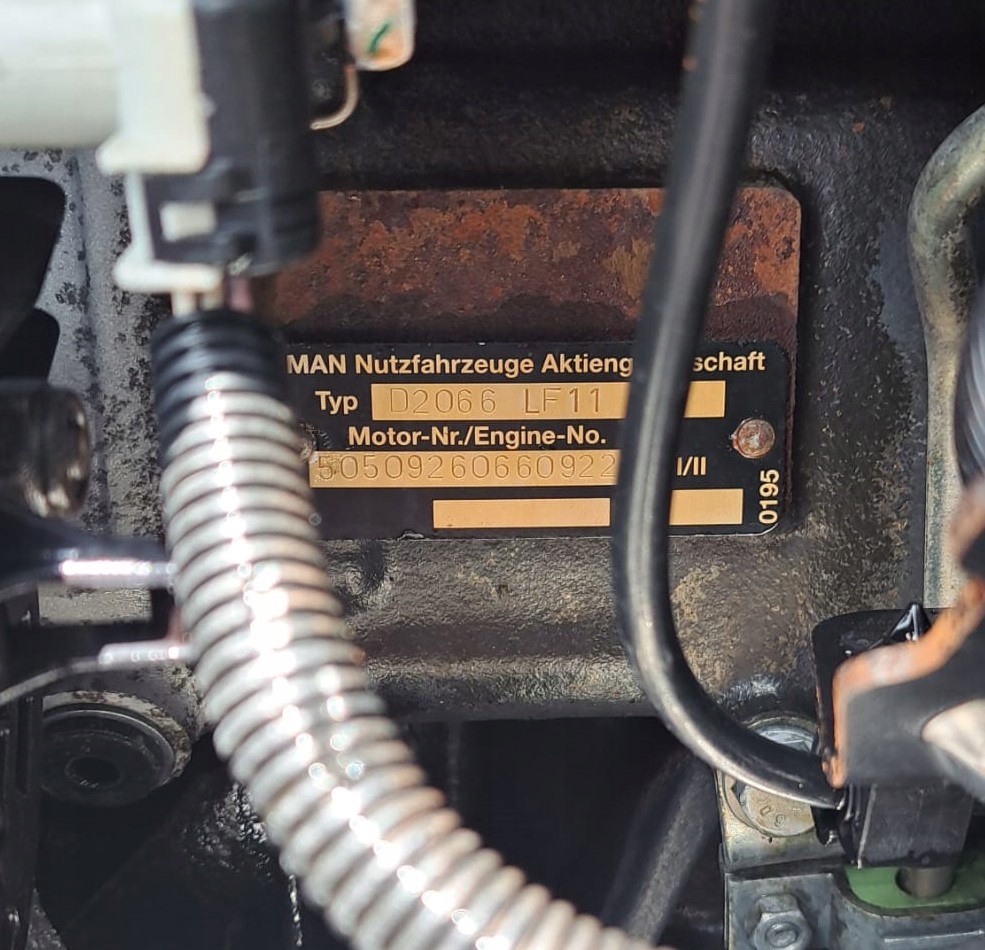 MAN Nutzfahrzeuge Aktieng schaft
Typ D2066 LF11
Motor-Nr./Engine-No.
50509260660922 I/II
0195